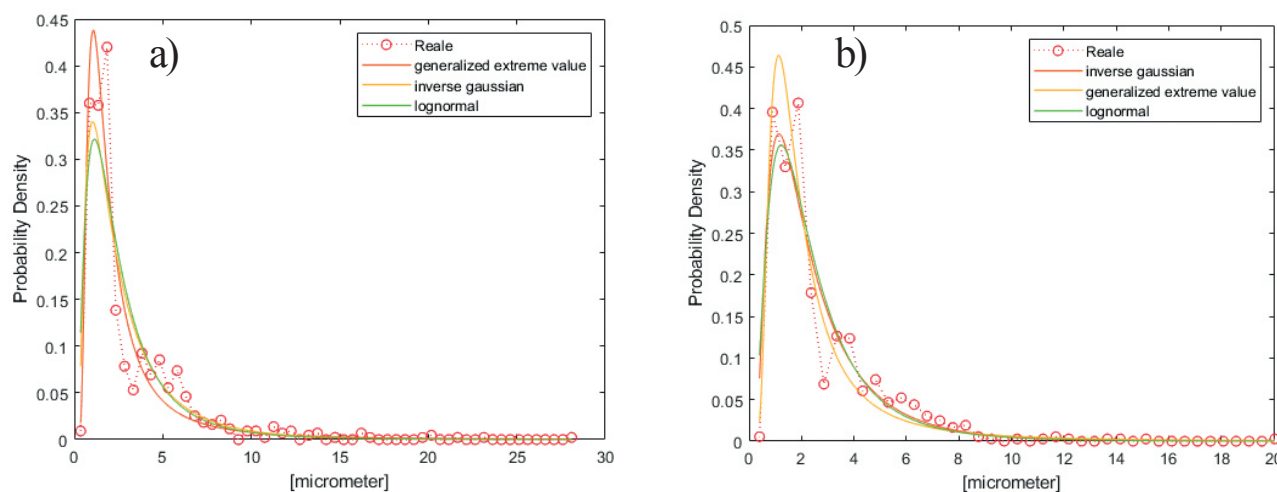 a)
Reale
generalized extreme value
inverse gaussian
lognormal
Probability Density
0.45
0.4
0.35
0.3
0.25
0.2
0.15
0.1
0.05
0
0 5 10 15 20 25 30
[micrometer]
b)
Reale
inverse gaussian
generalized extreme value
lognormal
Probability Density
0.5
0.45
0.4
0.35
0.3
0.25
0.2
0.15
0.1
0.05
0
0 2 4 6 8 10 12 14 16 18 20
[micrometer]